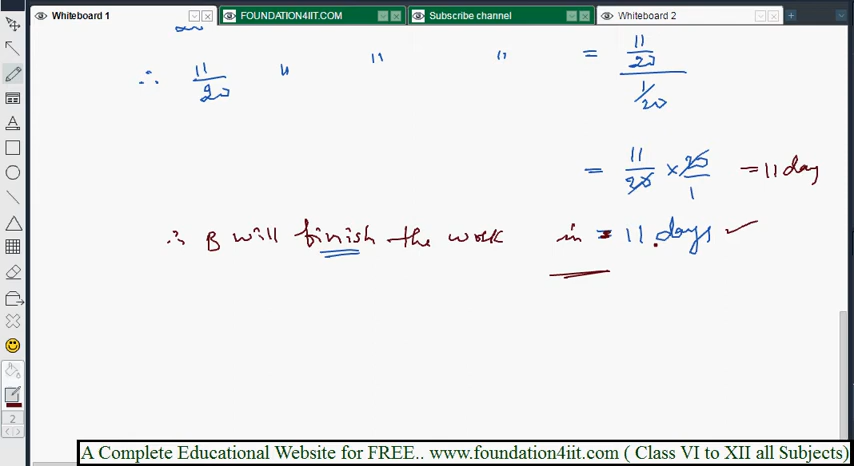 Whiteboard 1
FOUNDATION4IIT.COM
Subscribe channel
Whiteboard 2
20
∴ 11/20 " " " = 11/20 / 1/20
= 11/20 × 20/1 = 11 day
∴ B will finish the work in = 11 days ✓
2
A Complete Educational Website for FREE.. www.foundation4iit.com ( Class VI to XII all Subjects)